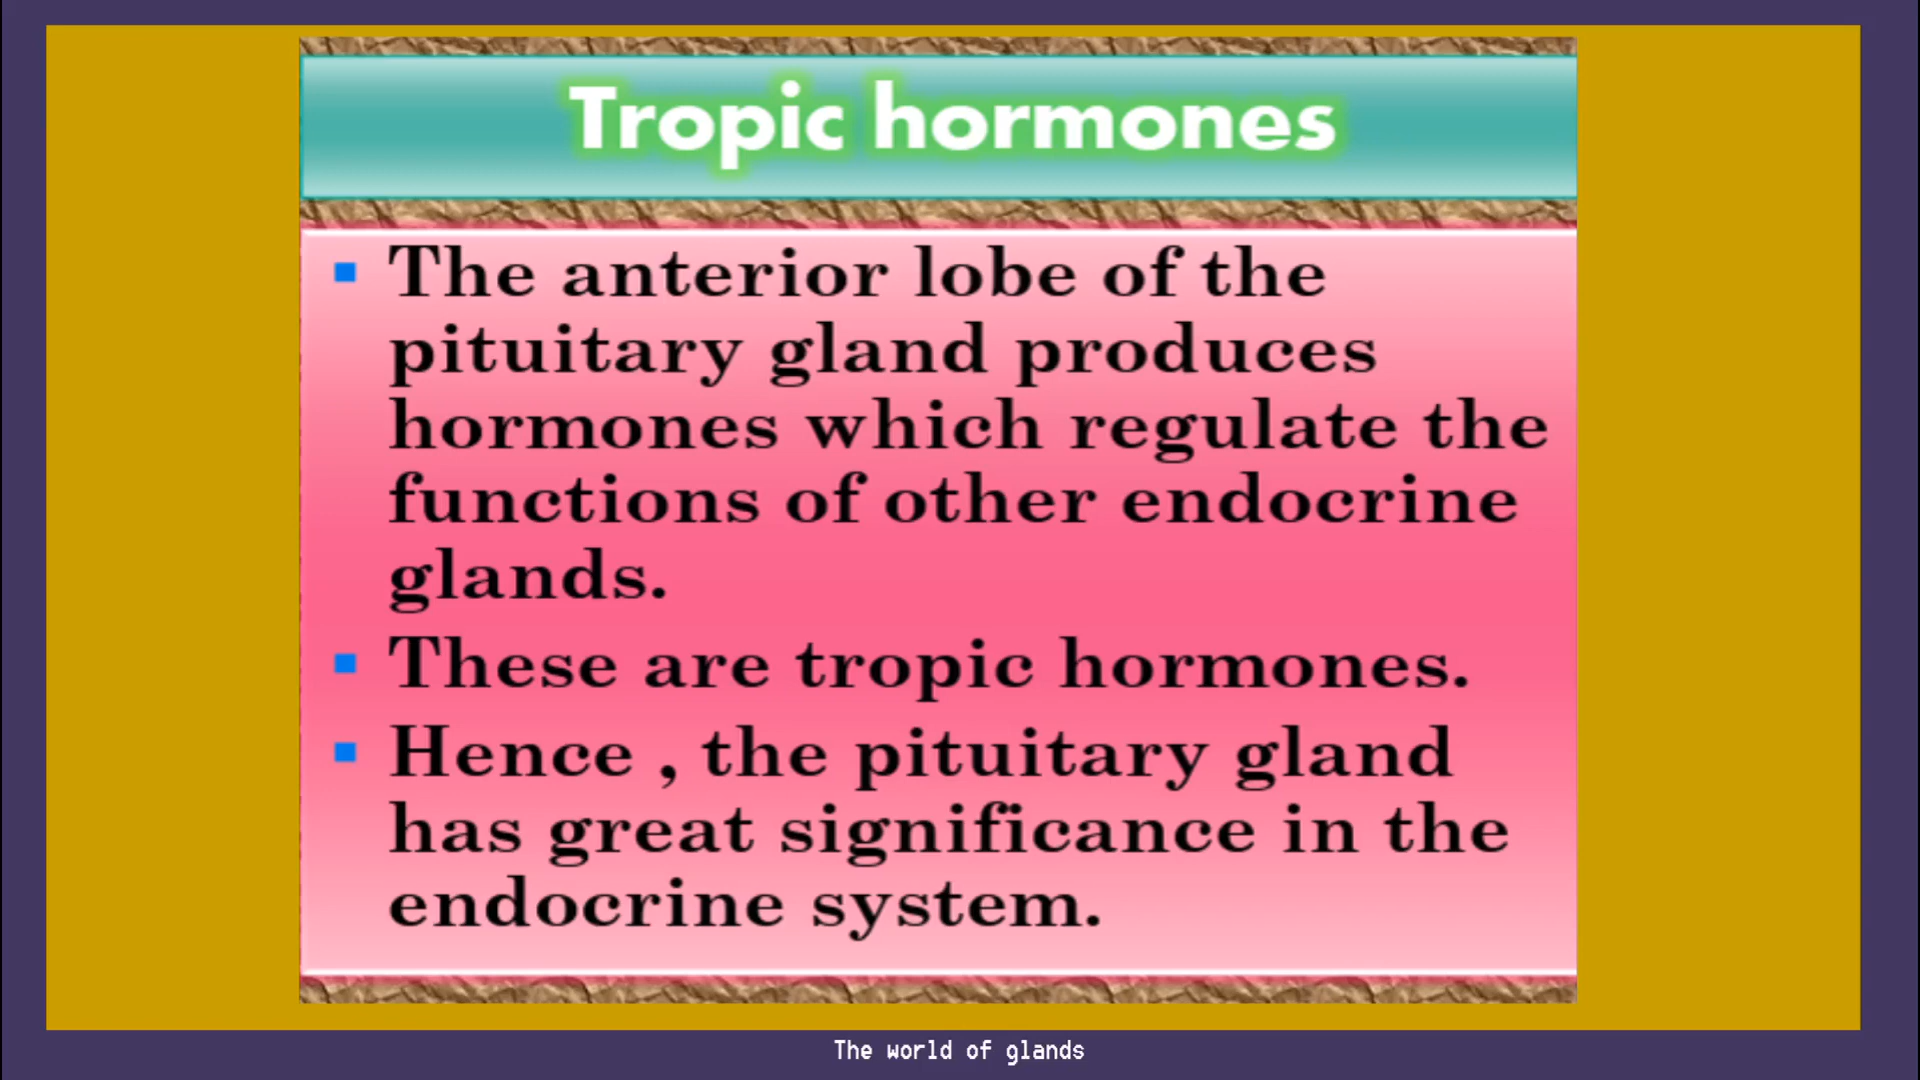 Tropic hormones
The anterior lobe of the
pituitary gland produces
hormones which regulate the
functions of other endocrine
glands.
These are tropic hormones.
Hence , the pituitary gland
has great significance in the
endocrine system.
The world of glands